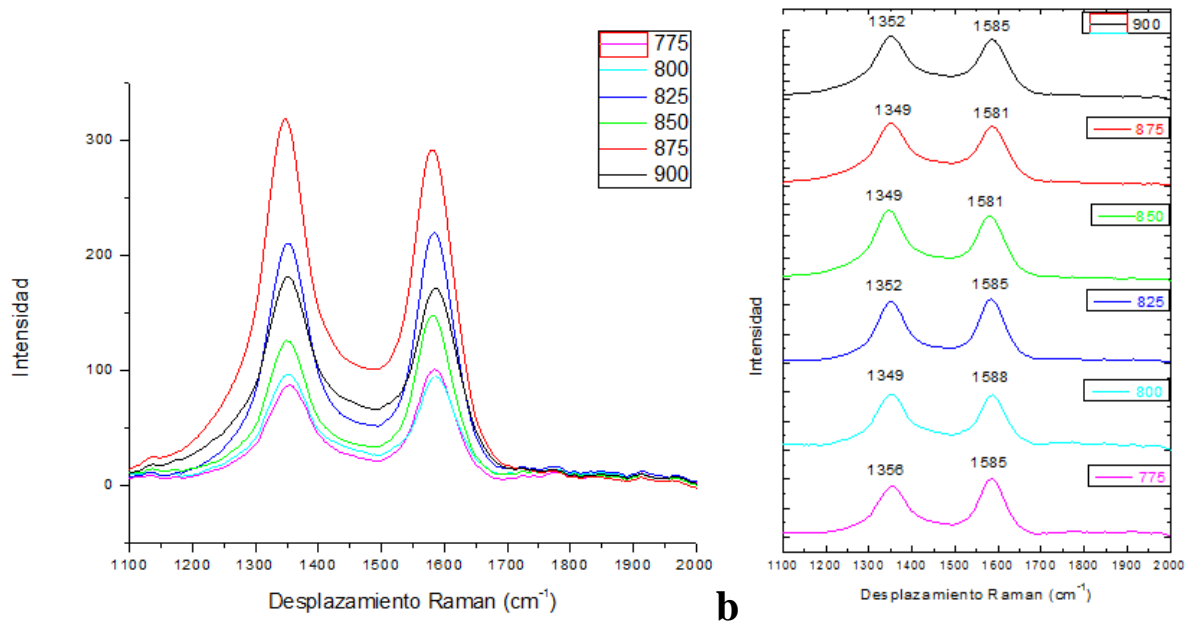 775
800
825
850
875
900
300
200
100
0
Intensidad
1100 1200 1300 1400 1500 1600 1700 1800 1900 2000
Desplazamiento Raman (cm⁻¹)
b
1352 1585 900
1349 1581 875
1349 1581 850
1352 1585 825
1349 1588 800
1356 1585 775
Intensidad
1100 1200 1300 1400 1500 1600 1700 1800 1900 2000
Desplazamiento Raman (cm⁻¹)